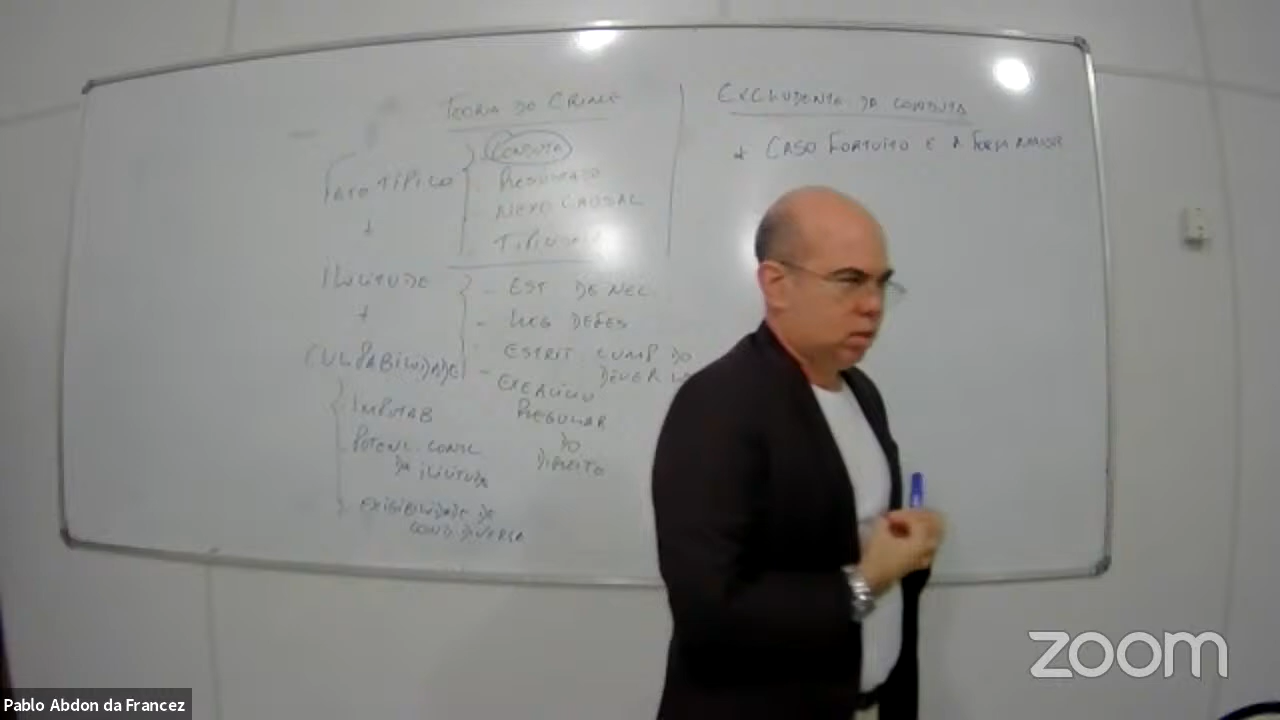 TEORIA DO CRIME
FATO TÍPICO
CONDUTA
RESULTADO
NEXO CAUSAL
+
ILICITUDE
- EST DE NEC.
- LEG DEFES
- ESTRIT. CUMP DO
DEVER
- EXERCÍCIO
REGULAR
DO
DIREITO
+
CULPABILIDADE
IMPUTAB
POTENC. CONSC
DA ILICITUDE
EXIGIBILIDADE DE
COND. DIVERSA
EXCLUDENTE DA CONDUTA
CASO FORTUITO E A FORÇA MAIOR
zoom
Pablo Abdon da Francez